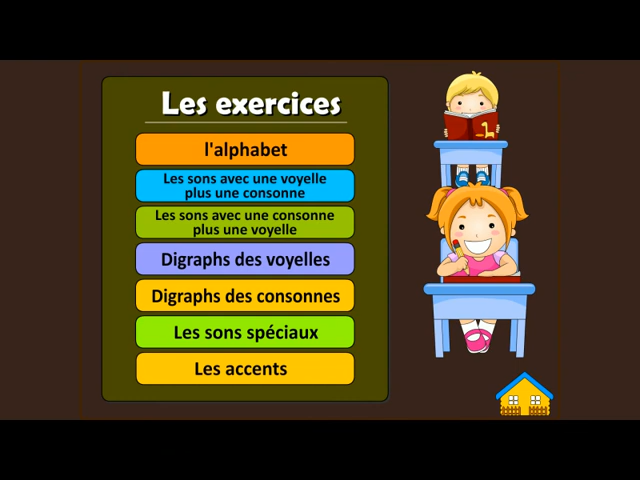 Les exercices
l'alphabet
Les sons avec une voyelle
plus une consonne
Les sons avec une consonne
plus une voyelle
Digraphs des voyelles
Digraphs des consonnes
Les sons spéciaux
Les accents